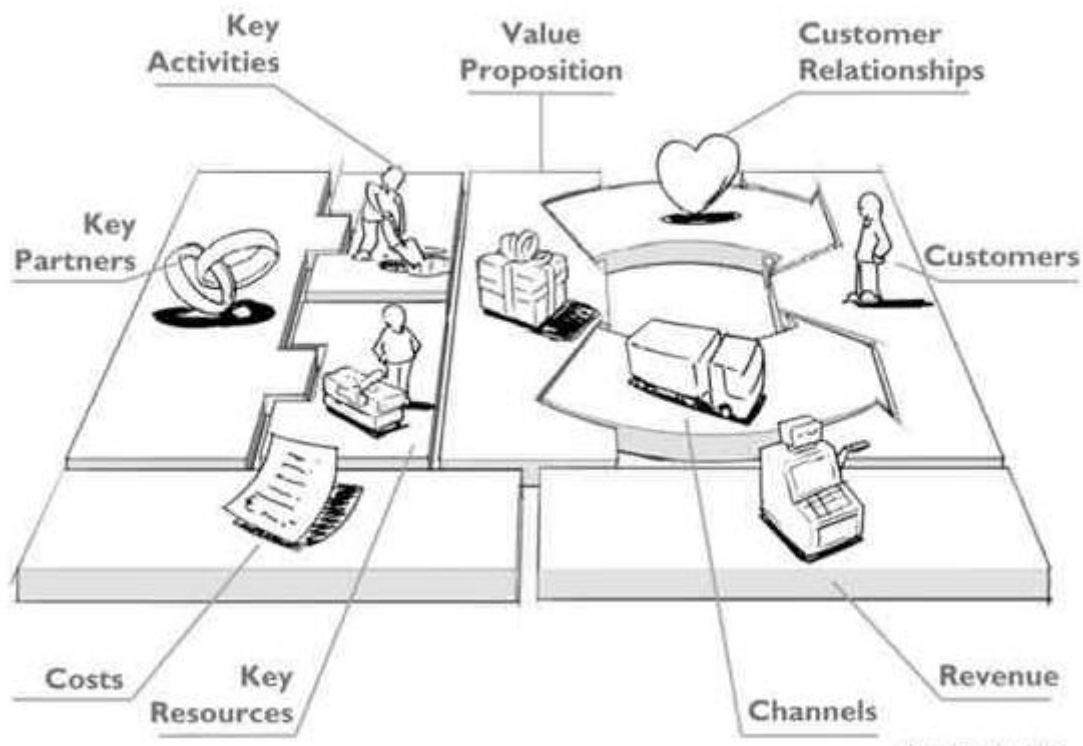 Key
Activities
Value
Proposition
Customer
Relationships
Key
Partners
Customers
Costs
Key
Resources
Channels
Revenue